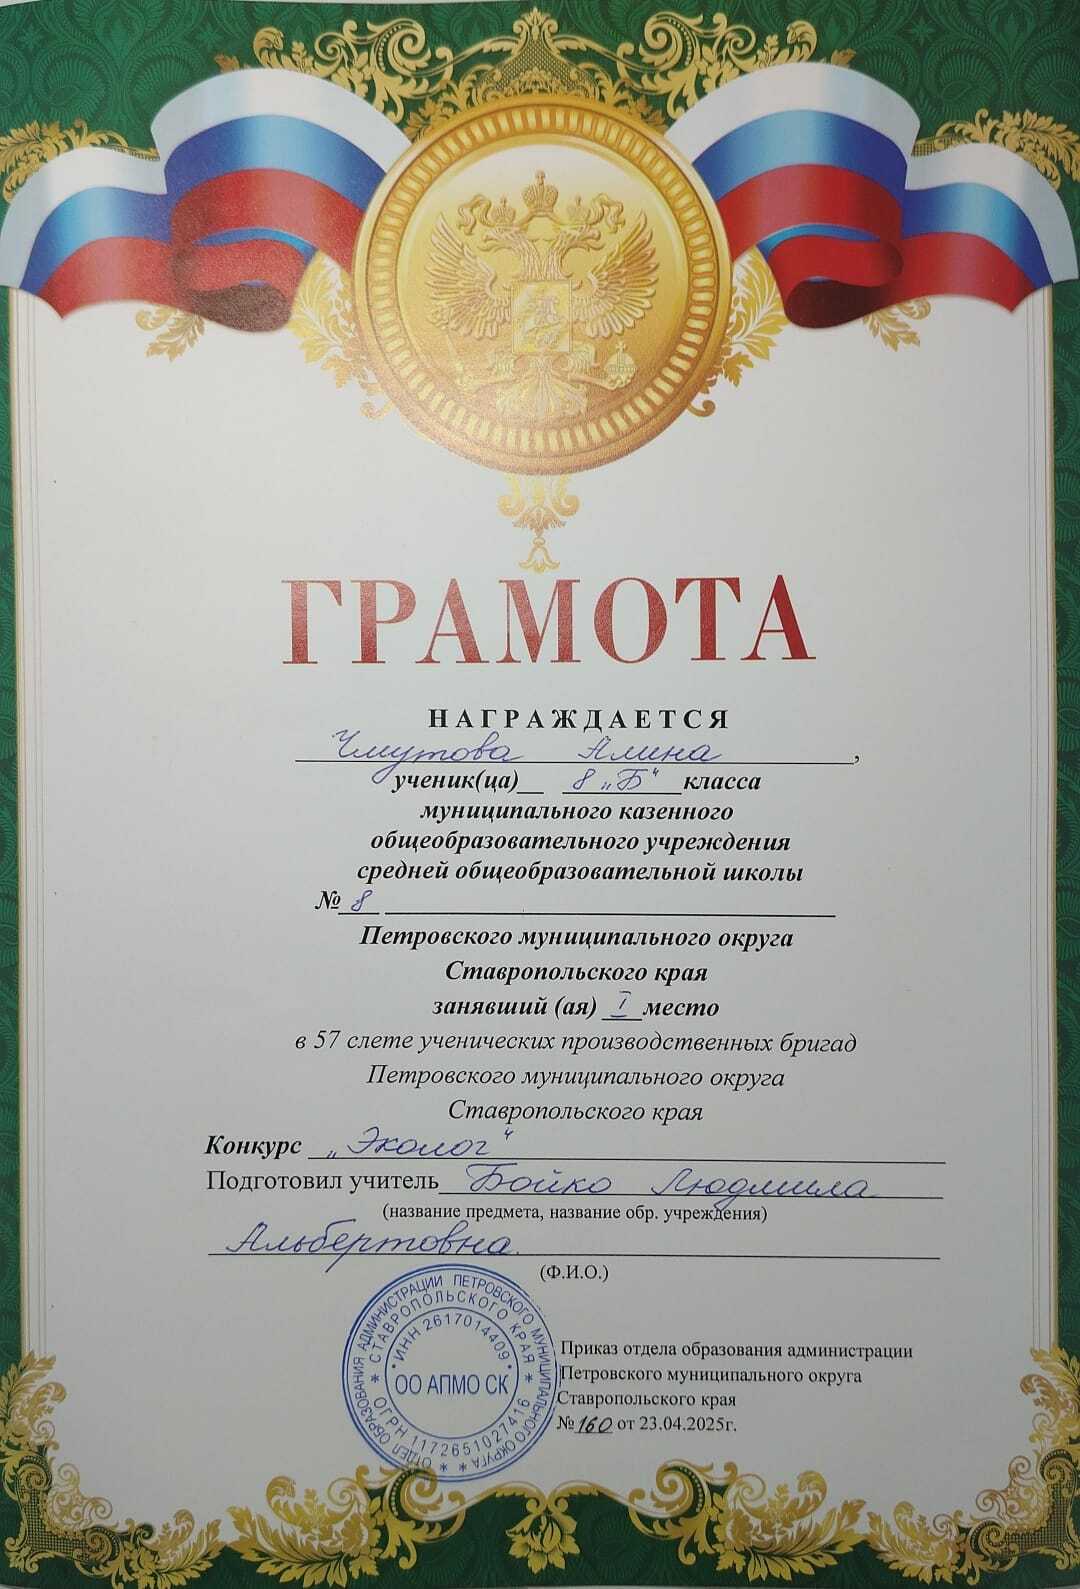 ГРАМОТА
НАГРАЖДАЕТСЯ
Чмутова Алина,
ученик(ца)__ 8 „Б“ класса
муниципального казенного
общеобразовательного учреждения
средней общеобразовательной школы
№ 8
Петровского муниципального округа
Ставропольского края
занявший (ая) I место
в 57 слете ученических производственных бригад
Петровского муниципального округа
Ставропольского края
Конкурс „Эколог“
Подготовил учитель Бойко Людмила
(название предмета, название обр. учреждения)
Альбертовна.
(Ф.И.О.)
ОТДЕЛ ОБРАЗОВАНИЯ АДМИНИСТРАЦИИ ПЕТРОВСКОГО МУНИЦИПАЛЬНОГО ОКРУГА
* СТАВРОПОЛЬСКОГО КРАЯ *
ОГРН 1172651027416
• ИНН 2617014409 •
ОО АПМО СК
Приказ отдела образования администрации
Петровского муниципального округа
Ставропольского края
№ 160 от 23.04.2025г.